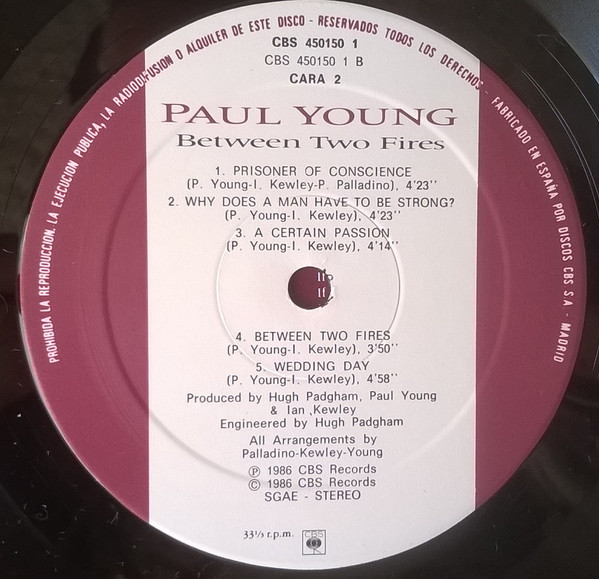 PROHIBIDA LA REPRODUCCION, LA EJECUCION PUBLICA, LA RADIODIFUSION O ALQUILER DE ESTE DISCO - RESERVADOS TODOS LOS DERECHOS - FABRICADO EN ESPAÑA POR DISCOS CBS S.A - MADRID
CBS 450150 1
CBS 450150 1 B
CARA 2
PAUL YOUNG
Between Two Fires
1. PRISONER OF CONSCIENCE
(P. Young-I. Kewley-P. Palladino), 4'23''
2. WHY DOES A MAN HAVE TO BE STRONG?
(P. Young-I. Kewley), 4'23''
3. A CERTAIN PASSION
(P. Young-I. Kewley), 4'14''
4. BETWEEN TWO FIRES
(P. Young-I. Kewley), 3'50''
5. WEDDING DAY
(P. Young-I. Kewley), 4'58''
Produced by Hugh Padgham, Paul Young
& Ian Kewley
Engineered by Hugh Padgham
All Arrangements by
Palladino-Kewley-Young
℗ 1986 CBS Records
© 1986 CBS Records
SGAE - STEREO
33⅓ r.p.m.
CBS